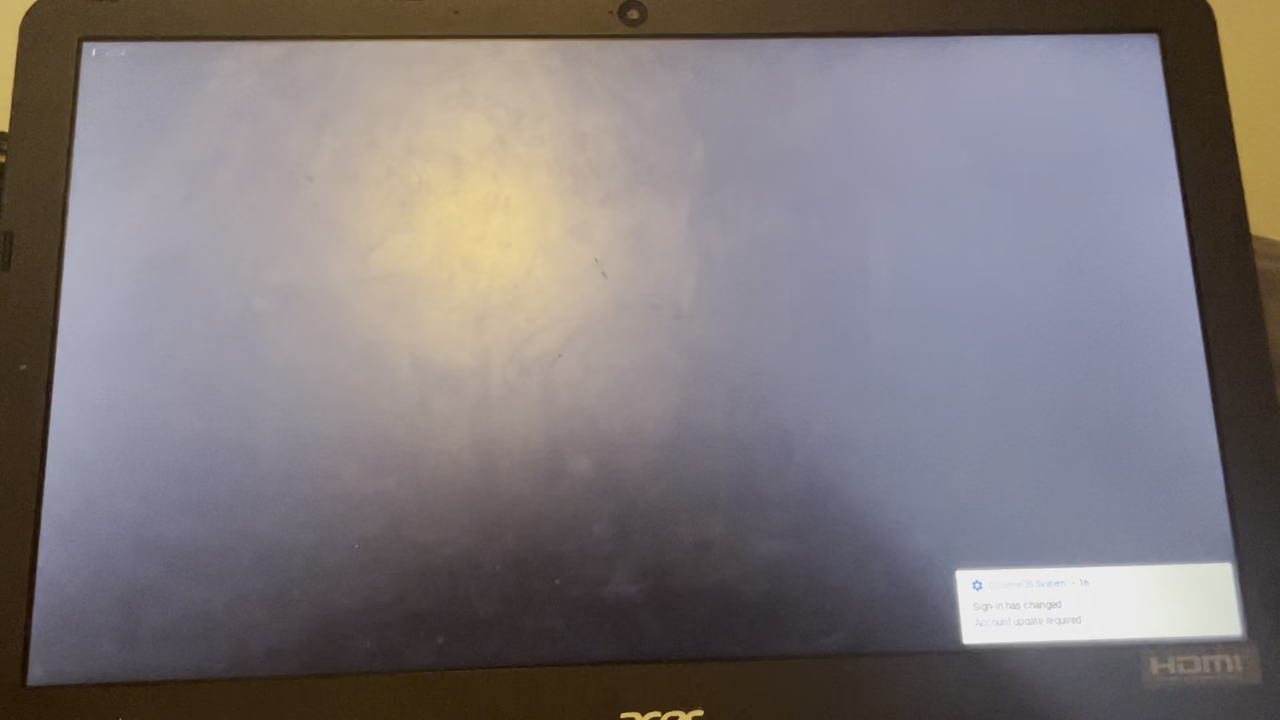 ChromeOS System · 1h
Sign-in has changed
Account update required
HDMI
acer